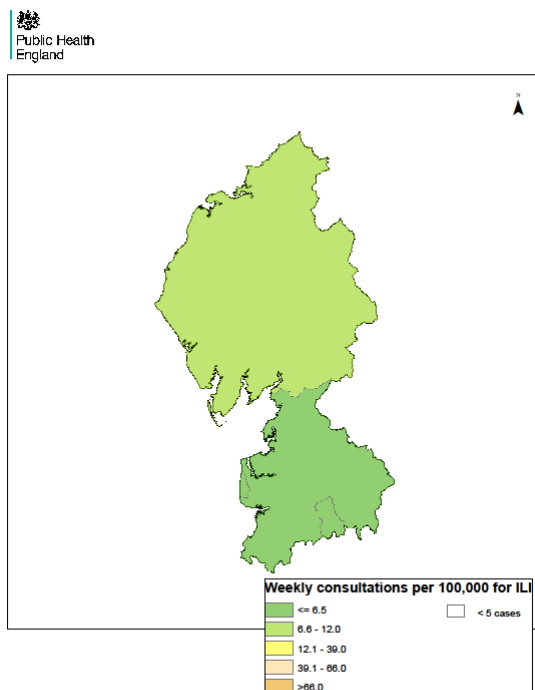 Public Health
England
N
Weekly consultations per 100,000 for ILI
<= 6.5
6.6 - 12.0
12.1 - 39.0
39.1 - 66.0
>66.0
< 5 cases